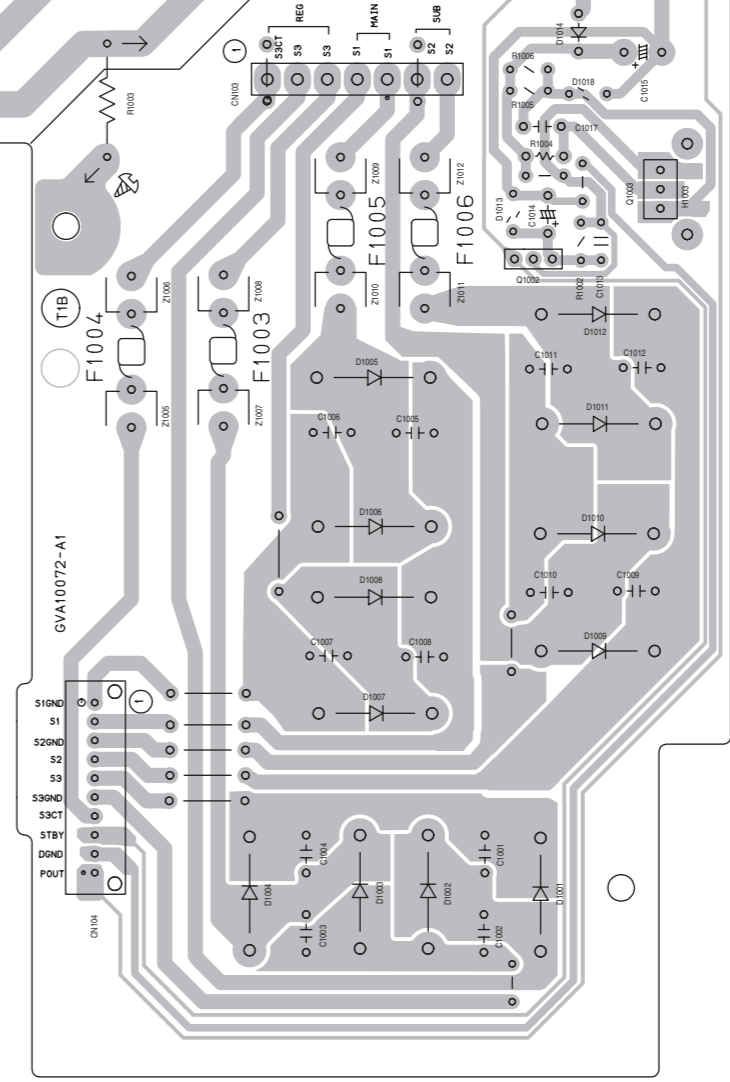 REG
MAIN
SUB
S3CT
S3
S3
S1
S1
S2
S2
1
CN103
R1003
D1014
R1006
D1018
C1015
R1005
C1017
R1004
Q1003
H1003
D1013
C1014
Q1002
R1002
C1013
Z1009
Z1012
F1005
F1006
Z1010
Z1011
T1B
F1004
Z1006
Z1008
F1003
Z1005
Z1007
D1012
C1011
C1012
D1011
D1005
C1006
C1005
D1006
D1010
C1010
C1009
D1009
D1008
C1007
C1008
D1007
GVA10072-A1
S1GND
S1
S2GND
S2
S3
S3GND
S3CT
STBY
DGND
POUT
1
CN104
C1004
C1001
D1004
D1003
D1002
D1001
C1003
C1002